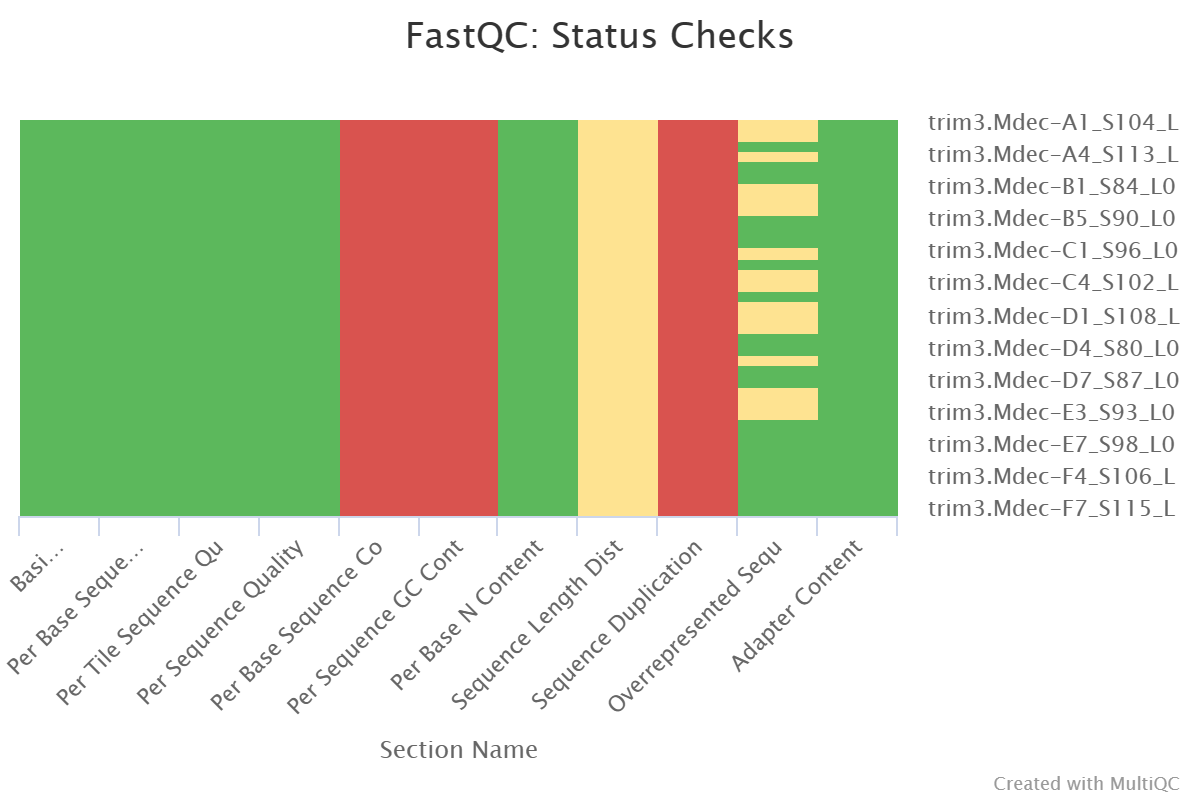 FastQC: Status Checks
trim3.Mdec-A1_S104_L
trim3.Mdec-A4_S113_L
trim3.Mdec-B1_S84_L0
trim3.Mdec-B5_S90_L0
trim3.Mdec-C1_S96_L0
trim3.Mdec-C4_S102_L
trim3.Mdec-D1_S108_L
trim3.Mdec-D4_S80_L0
trim3.Mdec-D7_S87_L0
trim3.Mdec-E3_S93_L0
trim3.Mdec-E7_S98_L0
trim3.Mdec-F4_S106_L
trim3.Mdec-F7_S115_L
Basi...
Per Base Seque...
Per Tile Sequence Qu
Per Sequence Quality
Per Base Sequence Co
Per Sequence GC Cont
Per Base N Content
Sequence Length Dist
Sequence Duplication
Overrepresented Sequ
Adapter Content
Section Name
Created with MultiQC